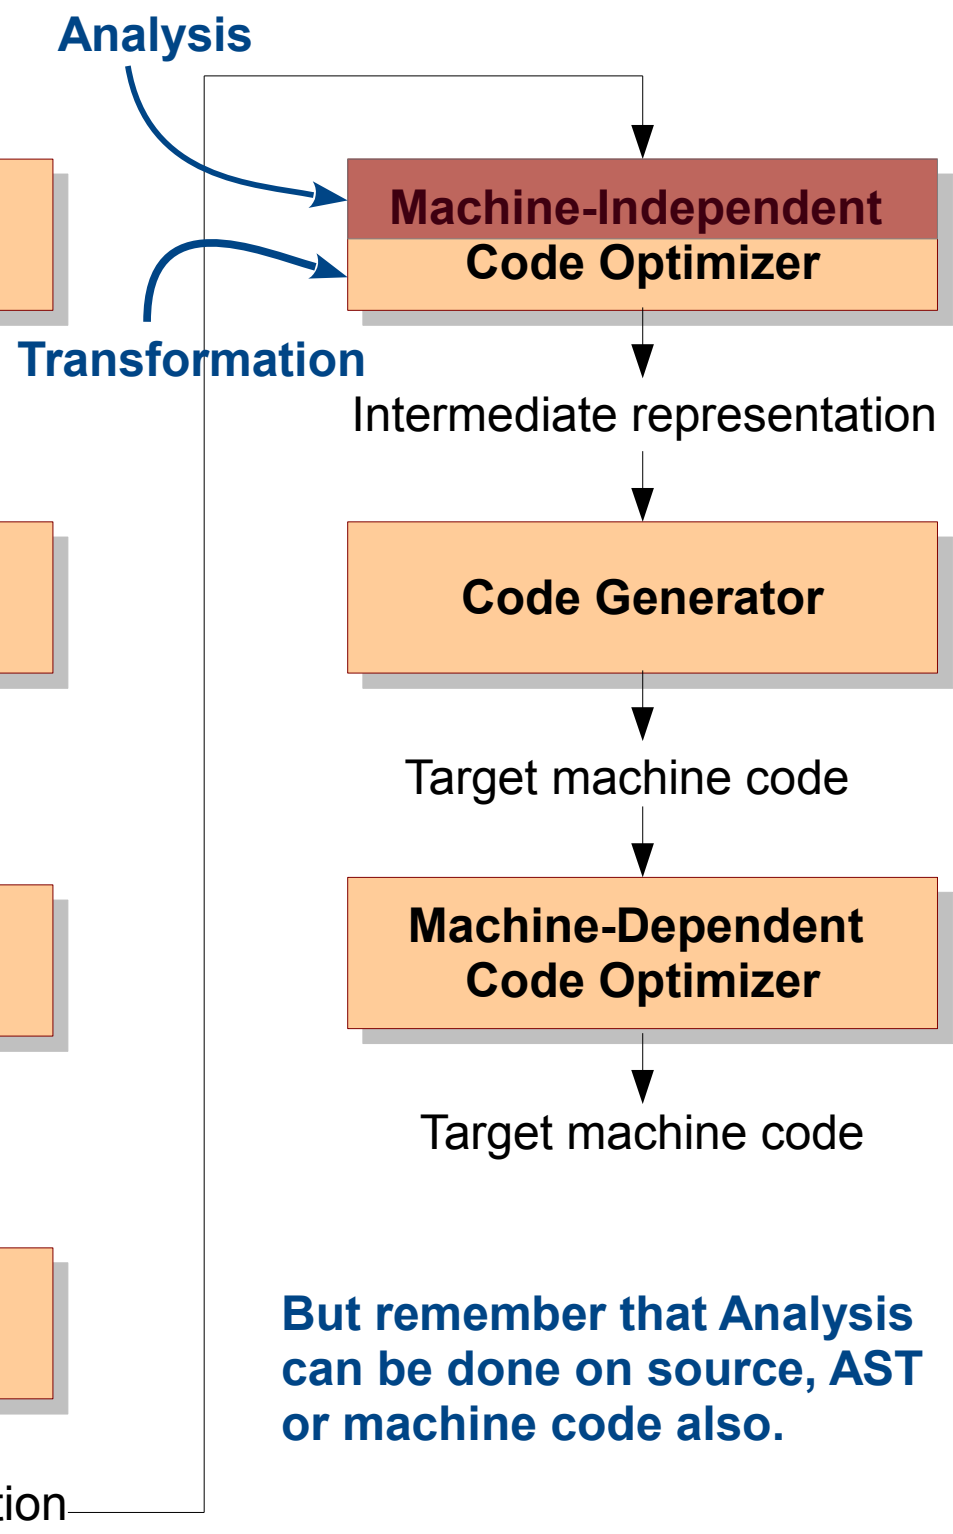 Analysis
Machine-Independent
Code Optimizer
Transformation
Intermediate representation
Code Generator
Target machine code
Machine-Dependent
Code Optimizer
Target machine code
But remember that Analysis
can be done on source, AST
or machine code also.
tion